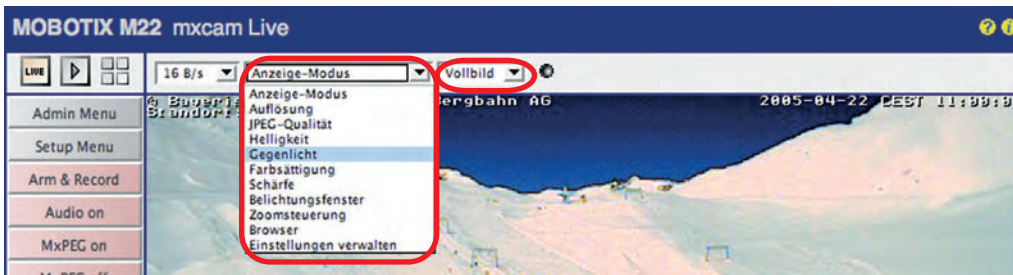 MOBOTIX M22 mxcam Live
LIVE 16 B/s Anzeige-Modus Vollbild
Anzeige-Modus
Auflösung
JPEG-Qualität
Helligkeit
Gegenlicht
Farbsättigung
Schärfe
Belichtungsfenster
Zoomsteuerung
Browser
Einstellungen verwalten
Admin Menu
Setup Menu
Arm & Record
Audio on
MxPEG on
ergbahn AG 2005-04-22 CEST